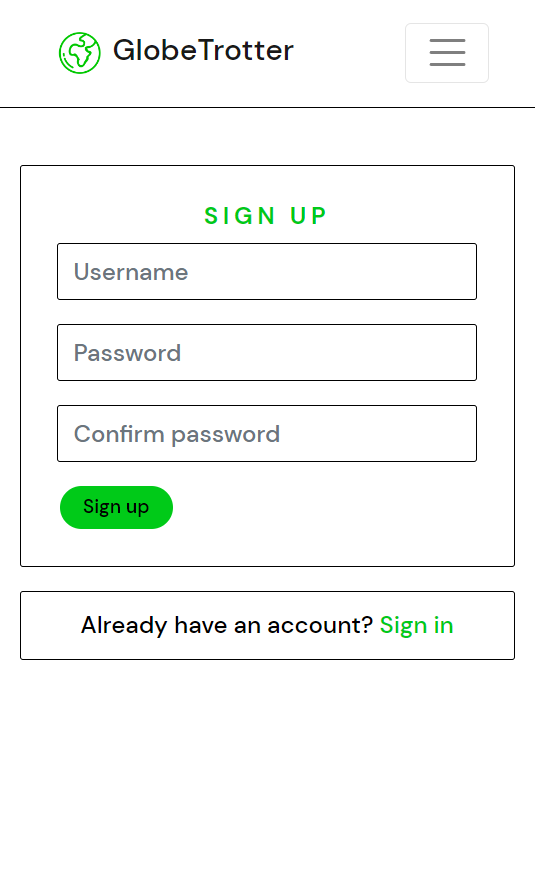 GlobeTrotter
SIGN UP
Username
Password
Confirm password
Sign up
Already have an account? Sign in